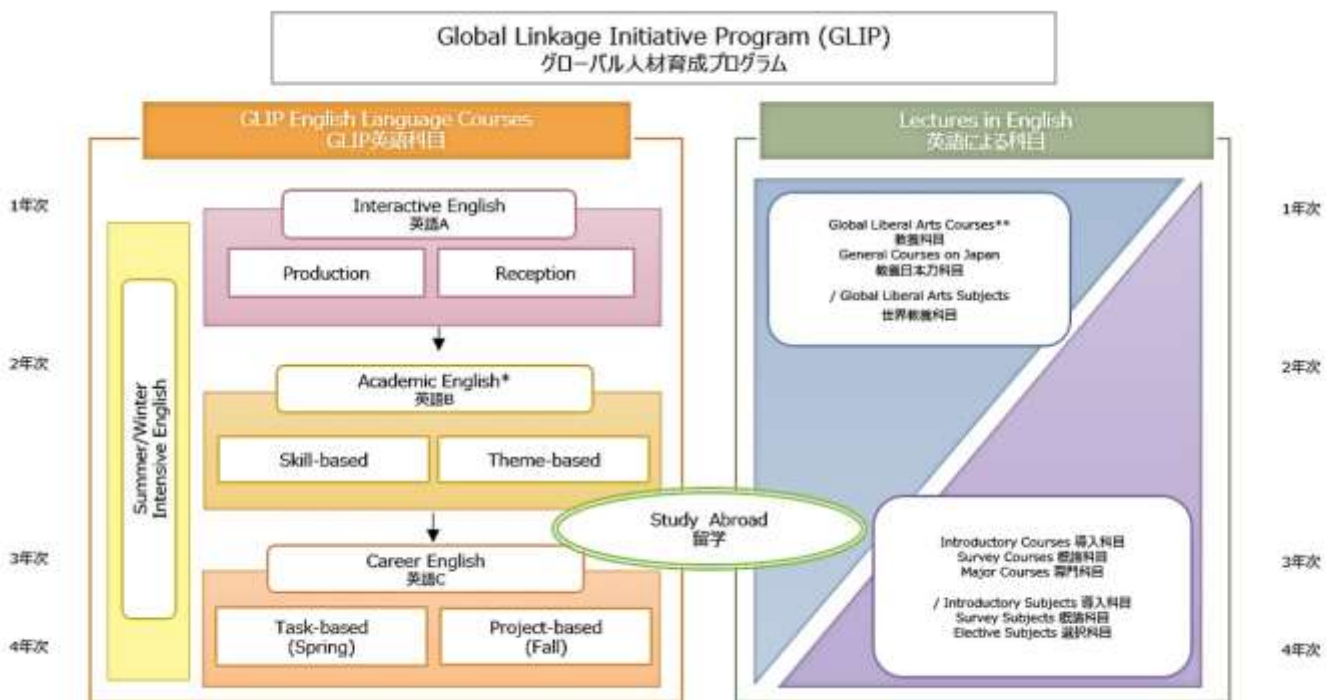 Global Linkage Initiative Program (GLIP)
グローバル人材育成プログラム
GLIP English Language Courses
GLIP英語科目
Lectures in English
英語による科目
1年次
2年次
3年次
4年次
Summer/Winter
Intensive English
Interactive English
英語A
Production
Reception
Academic English*
英語B
Skill-based
Theme-based
Career English
英語C
Task-based
(Spring)
Project-based
(Fall)
Study Abroad
留学
Global Liberal Arts Courses**
教養科目
General Courses on Japan
教養日本力科目
/ Global Liberal Arts Subjects
世界教養科目
Introductory Courses 導入科目
Survey Courses 概論科目
Major Courses 専門科目
/ Introductory Subjects 導入科目
Survey Subjects 概論科目
Elective Subjects 選択科目
1年次
2年次
3年次
4年次